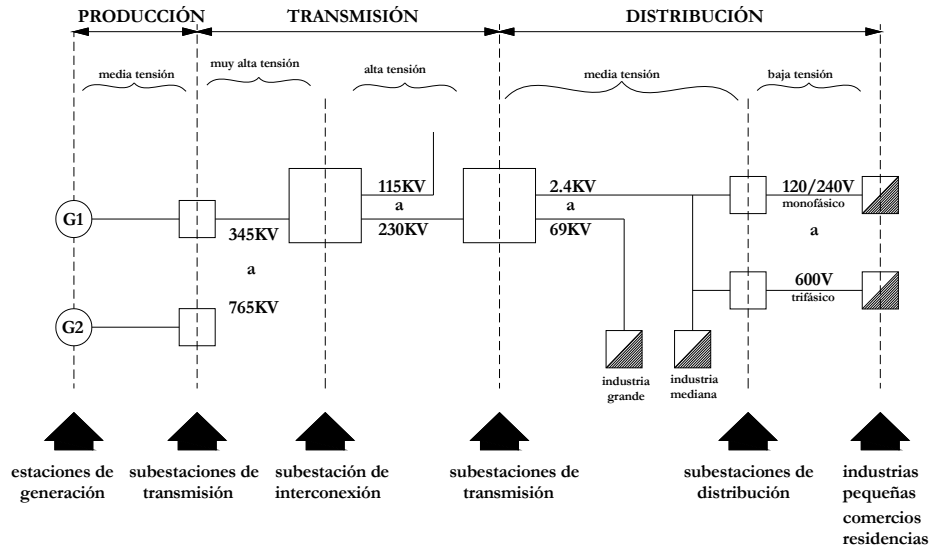 PRODUCCIÓN
TRANSMISIÓN
DISTRIBUCIÓN
media tensión
muy alta tensión
alta tensión
media tensión
baja tensión
115KV
a
230KV
2.4KV
a
69KV
120/240V
monofásico
a
600V
trifásico
G1
345KV
a
765KV
G2
industria
grande
industria
mediana
estaciones de
generación
subestaciones de
transmisión
subestación de
interconexión
subestaciones de
transmisión
subestaciones de
distribución
industrias
pequeñas
comercios
residencias